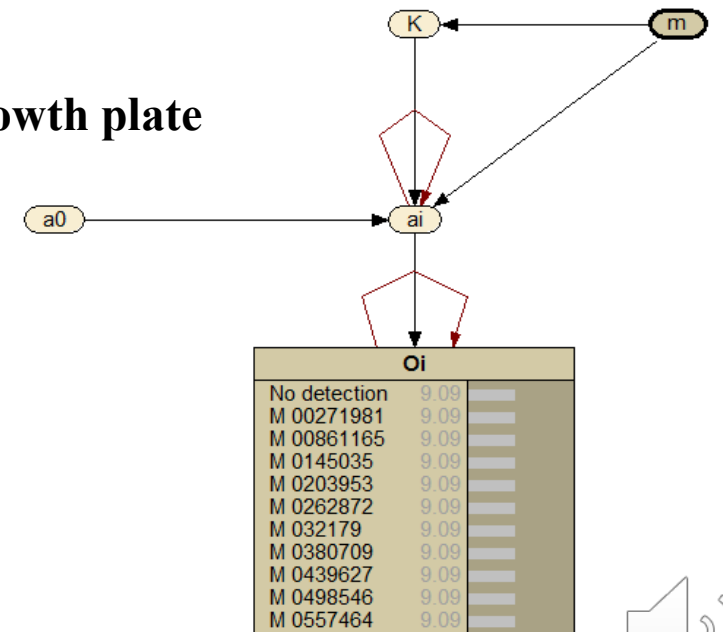 K
m
owth plate
a0
ai
Oi
No detection 9.09
M 00271981 9.09
M 00861165 9.09
M 0145035 9.09
M 0203953 9.09
M 0262872 9.09
M 032179 9.09
M 0380709 9.09
M 0439627 9.09
M 0498546 9.09
M 0557464 9.09